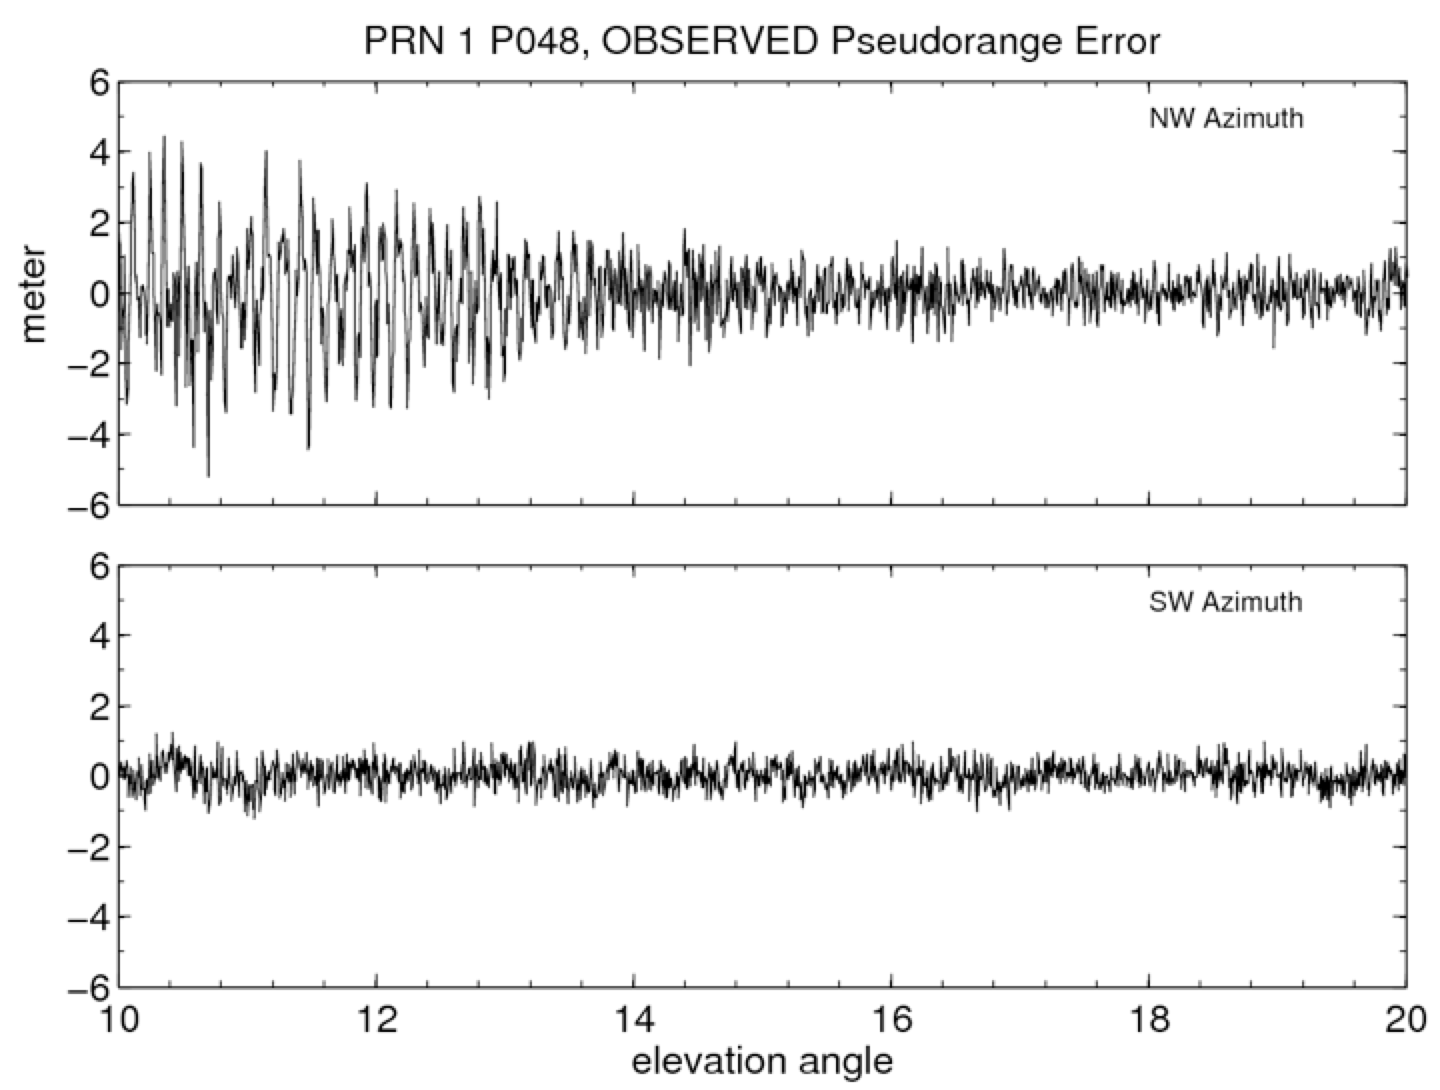 PRN 1 P048, OBSERVED Pseudorange Error
6
NW Azimuth
4
2
meter
0
−2
−4
−6
6
SW Azimuth
4
2
0
−2
−4
−6
10 12 14 16 18 20
elevation angle